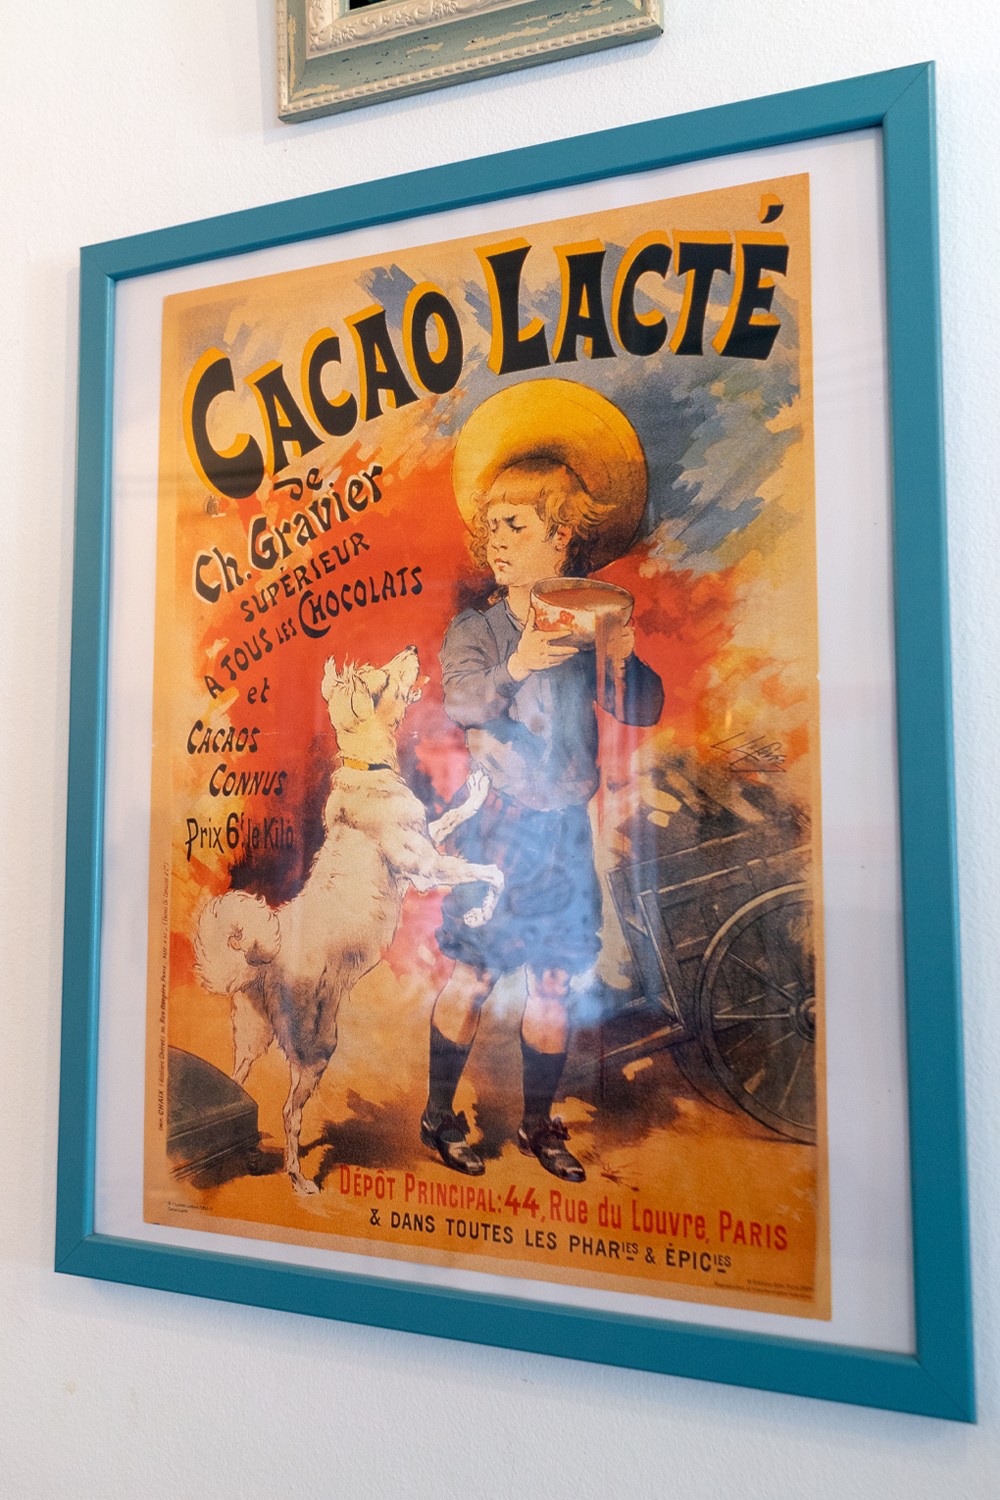 CACAO LACTÉ
de
Ch. Gravier
SUPÉRIEUR
A TOUS LES CHOCOLATS
et
CACAOS
CONNUS
Prix 6f. le Kilo
DÉPÔT PRINCIPAL: 44, Rue du Louvre, PARIS
& DANS TOUTES LES PHARIES & ÉPICIES